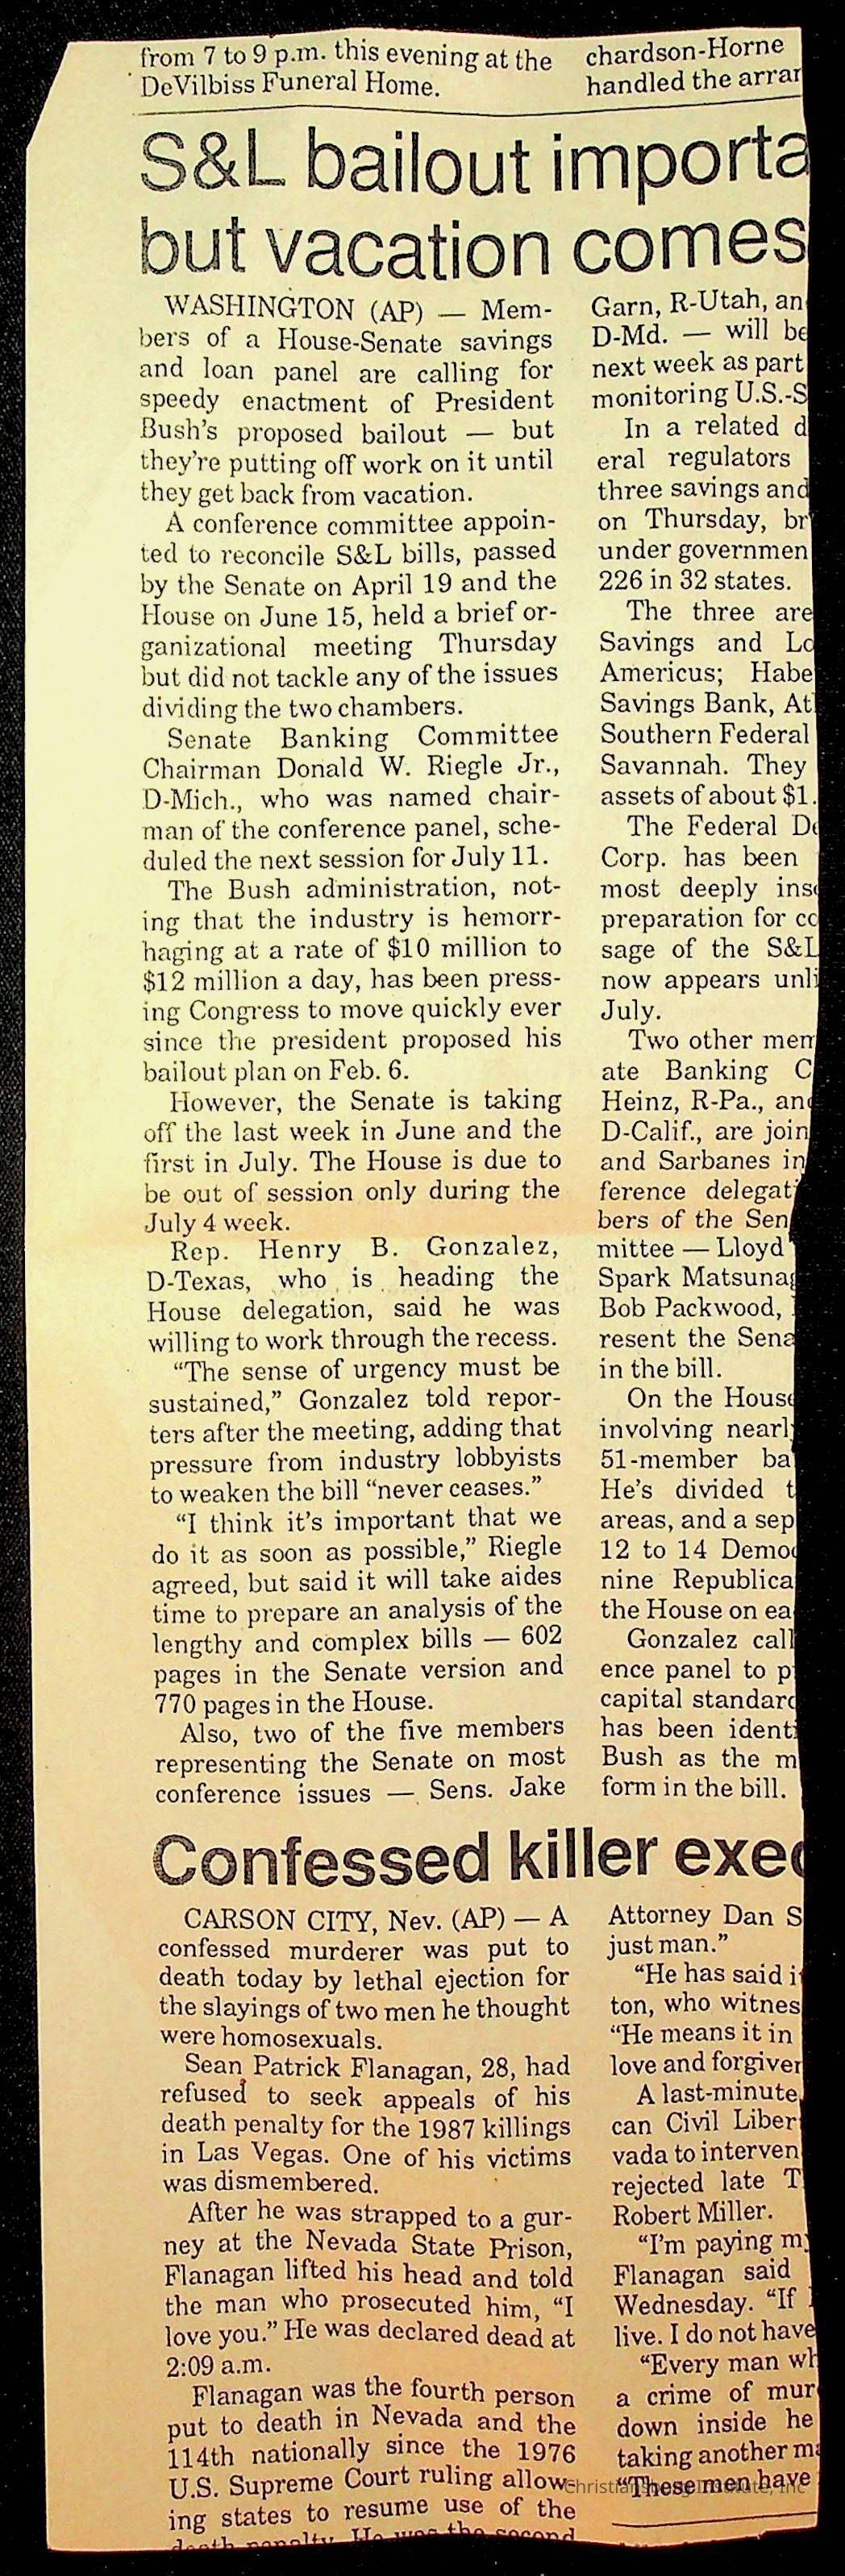 from 7 to 9 p.m. this evening at the
DeVilbiss Funeral Home.
chardson-Horne
handled the
S&L bailout
but vacation comes
WASHINGTON (AP) — Mem-
bers of a House-Senate savings
and loan panel are calling for
speedy enactment of President
Bush's proposed bailout — but
they're putting off work on it until
they get back from vacation.
A conference committee appoin-
ted to reconcile S&L bills, passed
by the Senate on April 19 and the
House on June 15, held a brief or-
ganizational meeting Thursday
but did not tackle any of the issues
dividing the two chambers.
Senate Banking Committee
Chairman Donald W. Riegle Jr.,
D-Mich., who was named chair-
man of the conference panel, sche-
duled the next session for July 11.
The Bush administration, not-
ing that the industry is hemorr-
haging at a rate of $10 million to
$12 million a day, has been press-
ing Congress to move quickly ever
since the president proposed his
bailout plan on Feb. 6.
However, the Senate is taking
off the last week in June and the
first in July. The House is due to
be out of session only during the
July 4 week.
Rep. Henry B. Gonzalez,
D-Texas, who is heading the
House delegation, said he was
willing to work through the recess.
“The sense of urgency must be
sustained,” Gonzalez told repor-
ters after the meeting, adding that
pressure from industry lobbyists
to weaken the bill “never ceases.”
“I think it's important that we
do it as soon as possible,” Riegle
agreed, but said it will take aides
time to prepare an analysis of the
lengthy and complex bills — 602
pages in the Senate version and
770 pages in the House.
Also, two of the five members
representing the Senate on most
conference issues — Sens. Jake
Garn, R-Utah, an
D-Md. — will be
next week as part
monitoring U.S.-S
In a related d
eral regulators
three savings and
on Thursday, br
under governmen
226 in 32 states.
The three are
Savings and Lo
Americus; Habe
Savings Bank, At
Southern Federal
Savannah. They
assets of about $1.
The Federal De
Corp. has been
most deeply ins
preparation for co
sage of the S&L
now appears unli
July.
Two other mem
ate Banking C
Heinz, R-Pa., and
D-Calif., are join
and Sarbanes in
ference delegat
bers of the Sen
mittee — Lloyd
Spark Matsunag
Bob Packwood,
resent the Sena
in the bill.
On the House
involving nearly
51-member ba
He's divided t
areas, and a sep
12 to 14 Democ
nine Republica
the House on ea
Gonzalez call
ence panel to p
capital standard
has been identi
Bush as the m
form in the bill.
Confessed killer exec
CARSON CITY, Nev. (AP) — A
confessed murderer was put to
death today by lethal ejection for
the slayings of two men he thought
were homosexuals.
Sean Patrick Flanagan, 28, had
refused to seek appeals of his
death penalty for the 1987 killings
in Las Vegas. One of his victims
was dismembered.
After he was strapped to a gur-
ney at the Nevada State Prison,
Flanagan lifted his head and told
the man who prosecuted him, “I
love you.” He was declared dead at
2:09 a.m.
Flanagan was the fourth person
put to death in Nevada and the
114th nationally since the 1976
U.S. Supreme Court ruling allow-
ing states to resume use of the
death penalty. He was the second
Attorney Dan S
just man.”
“He has said it
ton, who witnes
“He means it in
love and forgiven
A last-minute
can Civil Liber
vada to interven
rejected late T
Robert Miller.
“I'm paying my
Flanagan said
Wednesday. “If
live. I do not have
“Every man wh
a crime of mur
down inside he
taking another ma
“These men have
Christiansburg Institute, Inc